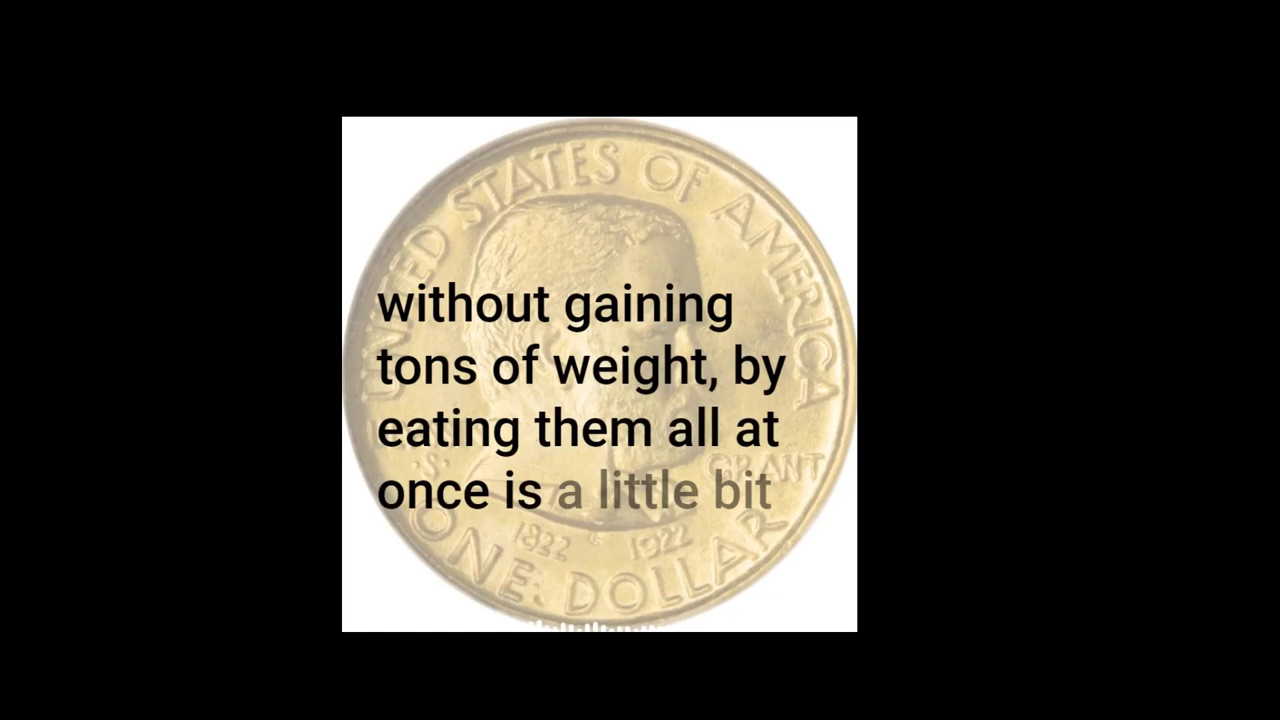 UNITED STATES OF AMERICA
without gaining
tons of weight, by
eating them all at
once is a little bit
GRANT
1822 1922
ONE DOLLAR